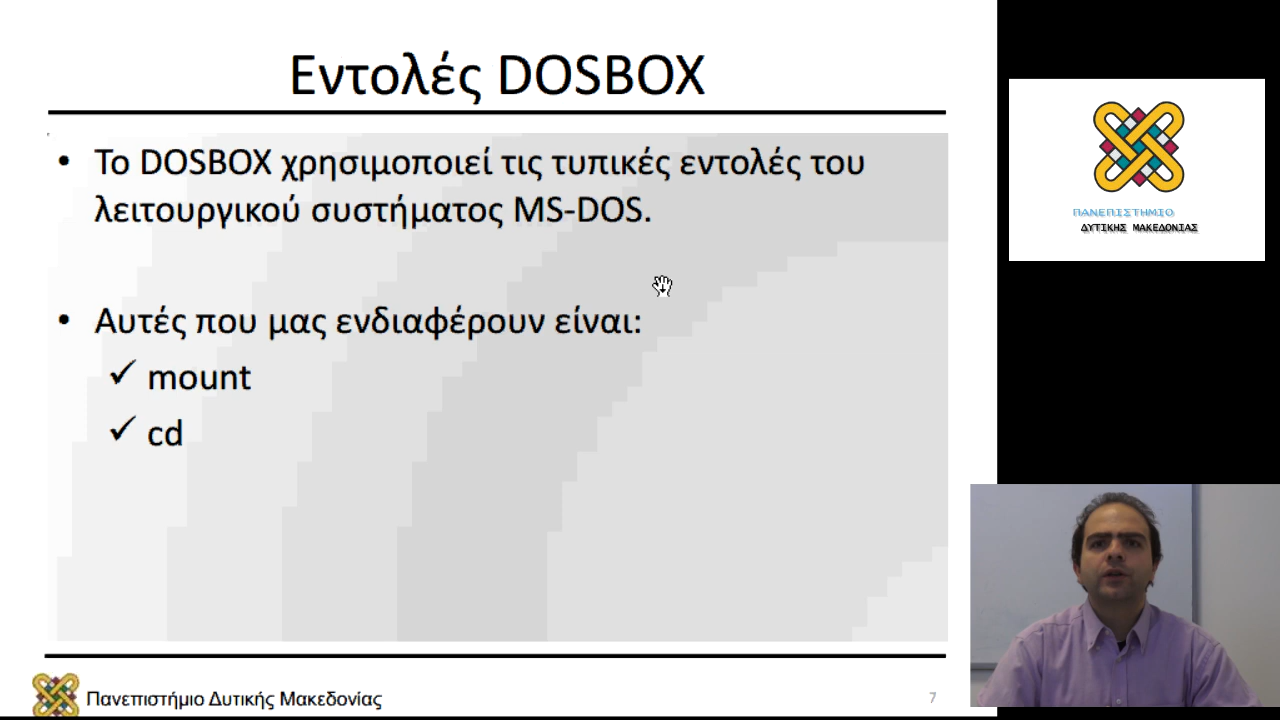 Εντολές DOSBOX
• Το DOSBOX χρησιμοποιεί τις τυπικές εντολές του
λειτουργικού συστήματος MS-DOS.
• Αυτές που μας ενδιαφέρουν είναι:
✓ mount
✓ cd
Πανεπιστήμιο Δυτικής Μακεδονίας
7
ΠΑΝΕΠΙΣΤΗΜΙΟ
ΔΥΤΙΚΗΣ ΜΑΚΕΔΟΝΙΑΣ